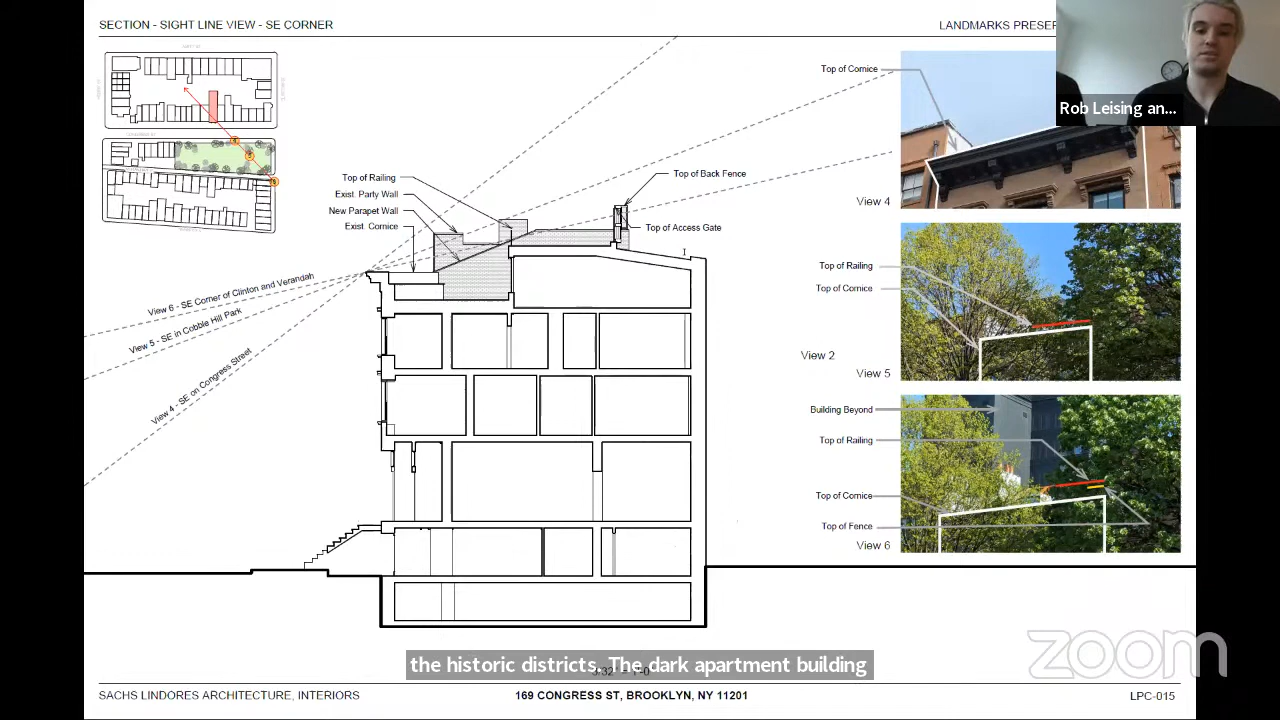 SECTION - SIGHT LINE VIEW - SE CORNER
LANDMARKS PRESE
Rob Leising an...
Top of Cornice
View 4
Top of Railing
Exist. Party Wall
New Parapet Wall
Exist. Cornice
Top of Back Fence
Top of Access Gate
View 6 - SE Corner of Clinton and Verandah
View 5 - SE in Cobble Hill Park
View 4 - SE on Congress Street
Top of Railing
Top of Cornice
View 2
View 5
Building Beyond
Top of Railing
Top of Cornice
Top of Fence
View 6
the historic districts. The dark apartment building
SACHS LINDORES ARCHITECTURE, INTERIORS
169 CONGRESS ST, BROOKLYN, NY 11201
LPC-015
zoom